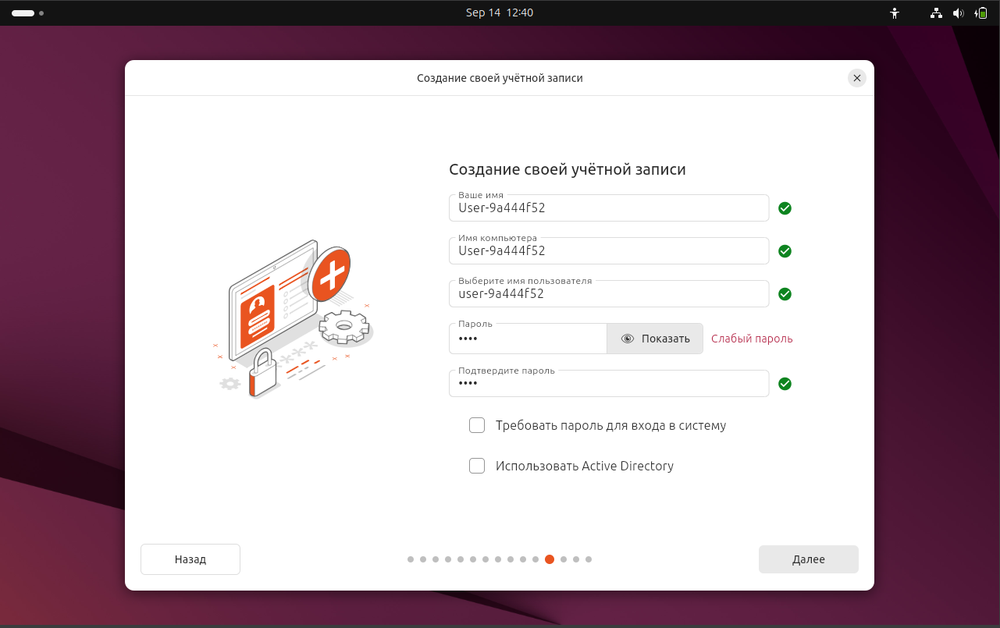 Sep 14 12:40
Создание своей учётной записи
Создание своей учётной записи
Ваше имя
User-9a444f52
Имя компьютера
User-9a444f52
Выберите имя пользователя
user-9a444f52
Пароль
•••• Показать Слабый пароль
Подтвердите пароль
••••
Требовать пароль для входа в систему
Использовать Active Directory
Назад Далее